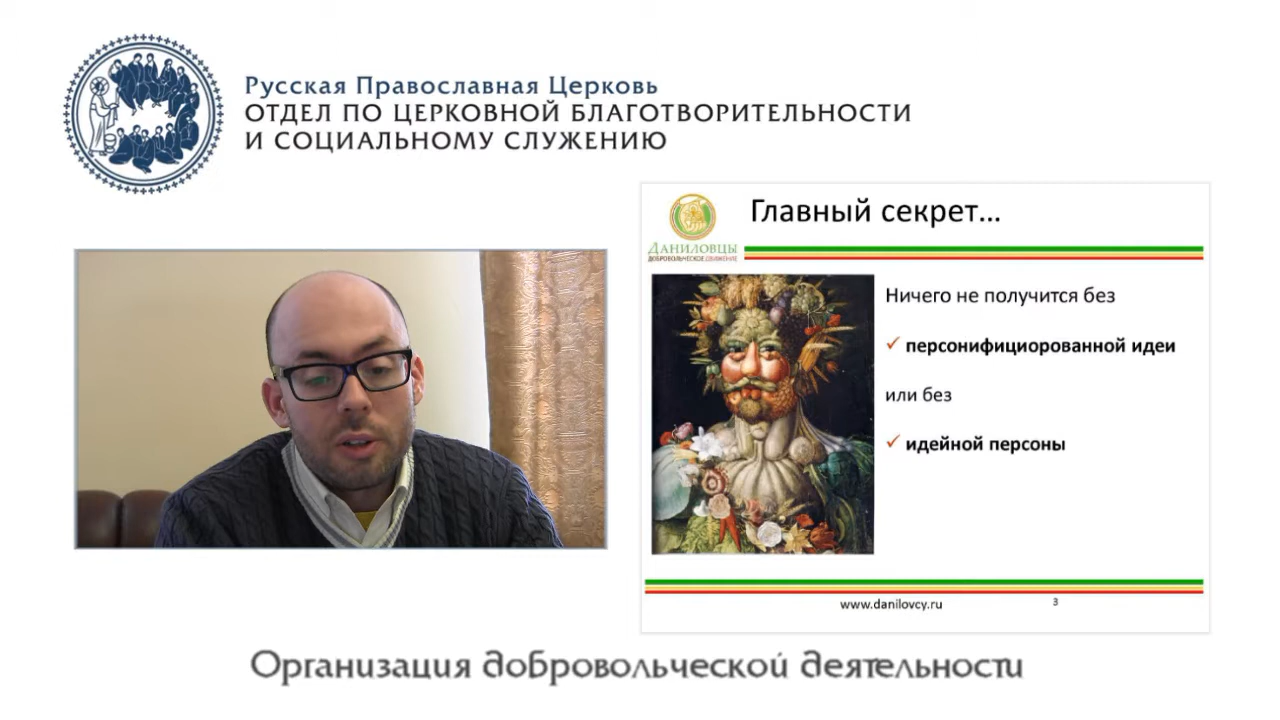 Русская Православная Церковь
ОТДЕЛ ПО ЦЕРКОВНОЙ БЛАГОТВОРИТЕЛЬНОСТИ
И СОЦИАЛЬНОМУ СЛУЖЕНИЮ
Главный секрет...
ДАНИЛОВЦЫ
ДОБРОВОЛЬЧЕСКОЕ ДВИЖЕНИЕ
Ничего не получится без
персонифициорованной идеи
или без
идейной персоны
www.danilovcy.ru
3
Организация добровольческой деятельности